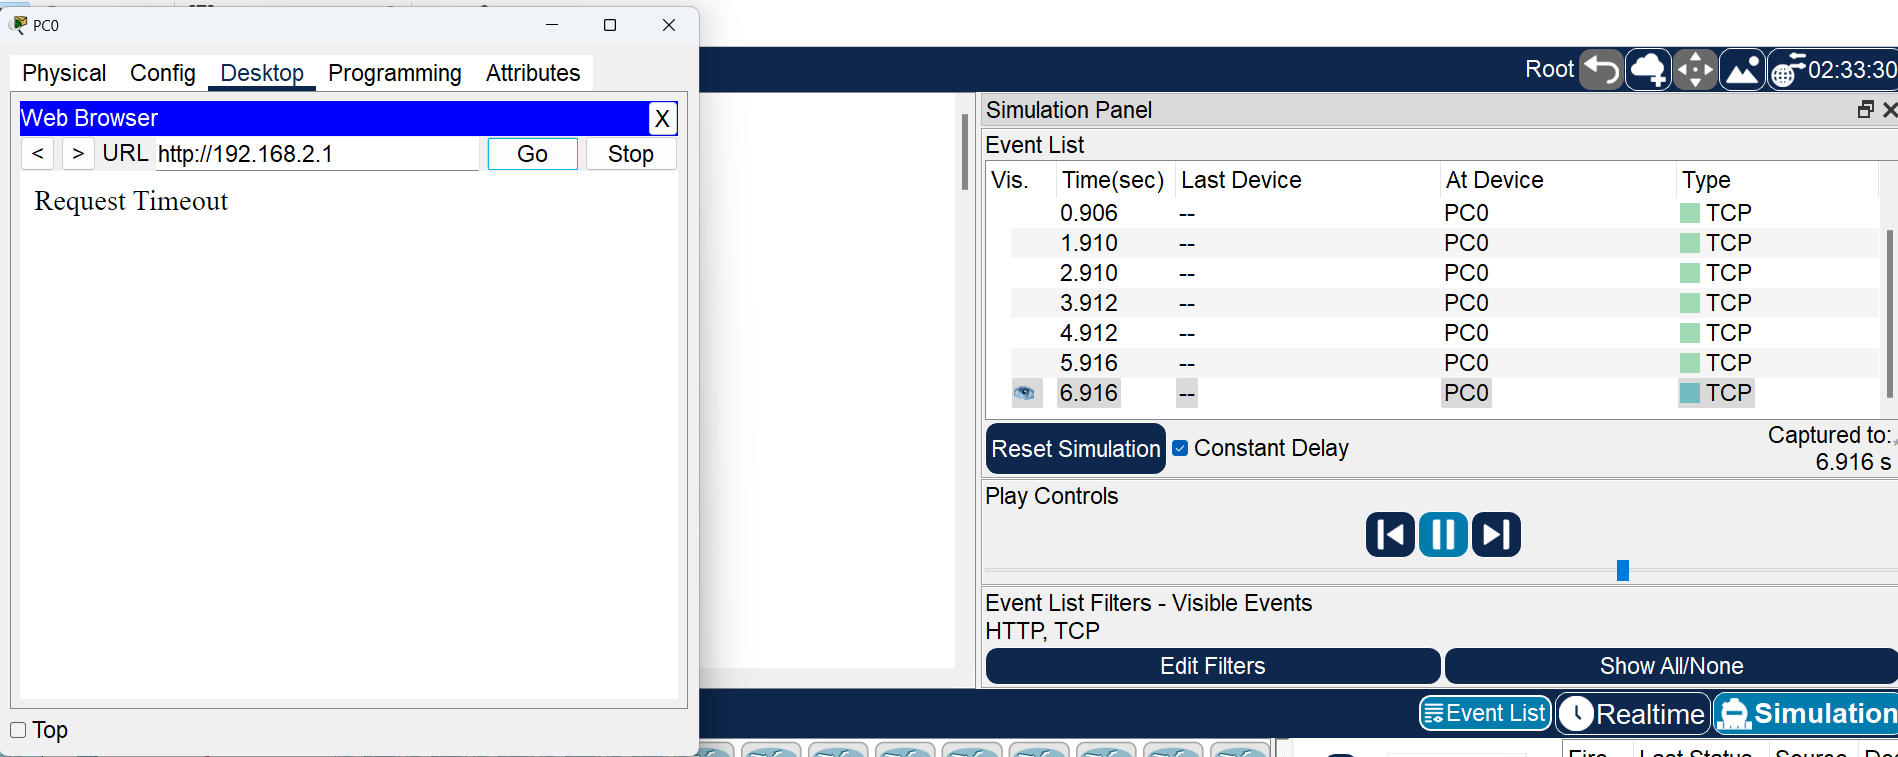 PC0
Physical Config Desktop Programming Attributes
Web Browser X
< > URL http://192.168.2.1 Go Stop
Request Timeout
Top
Root 02:33:30
Simulation Panel
Event List
Vis. Time(sec) Last Device At Device Type
0.906 -- PC0 TCP
1.910 -- PC0 TCP
2.910 -- PC0 TCP
3.912 -- PC0 TCP
4.912 -- PC0 TCP
5.916 -- PC0 TCP
6.916 -- PC0 TCP
Reset Simulation Constant Delay Captured to:
6.916 s
Play Controls
Event List Filters - Visible Events
HTTP, TCP
Edit Filters Show All/None
Event List Realtime Simulation
Fire Last Status Source